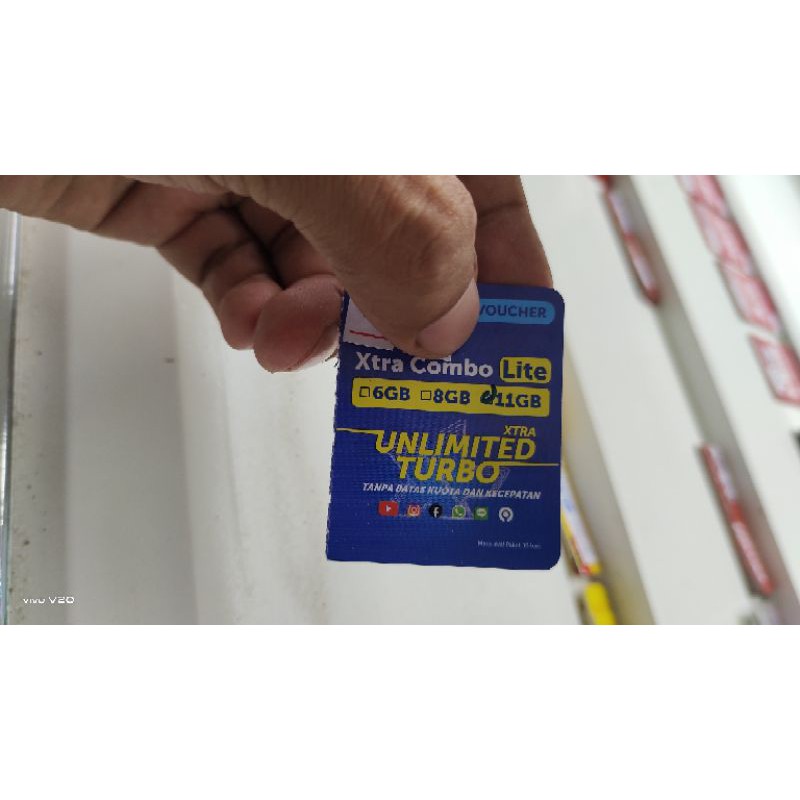 VOUCHER
Xtra Combo Lite
6GB 8GB 11GB
XTRA
UNLIMITED
TURBO
TANPA BATAS KUOTA DAN KECEPATAN
vivo V20